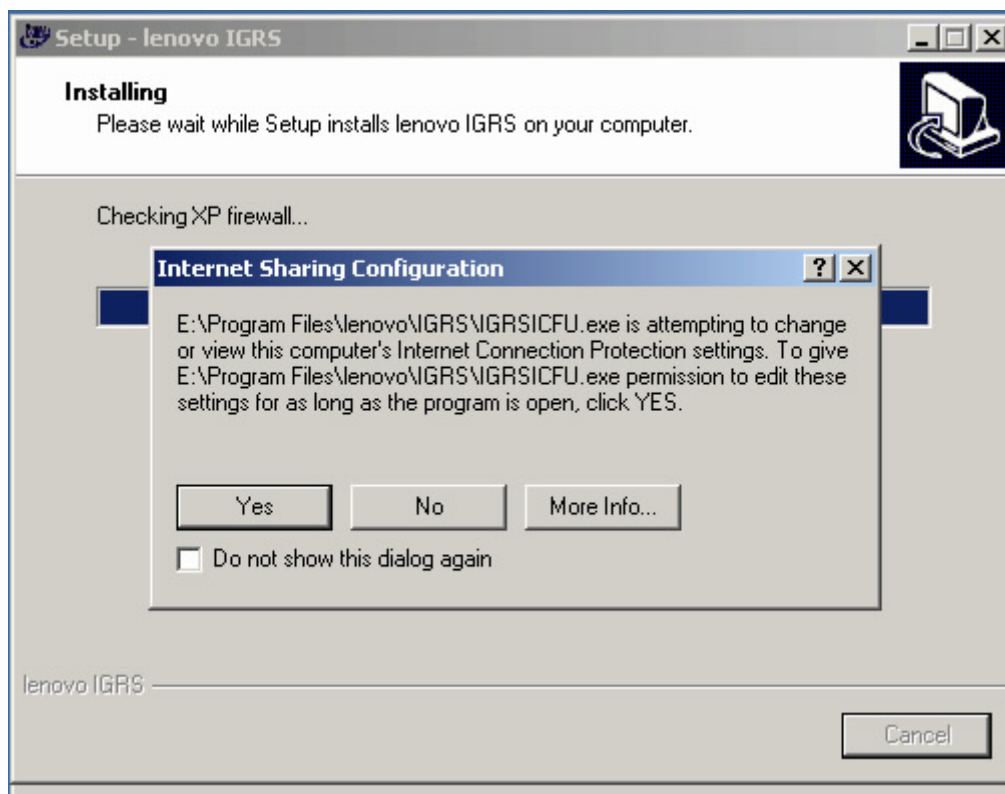 Setup - lenovo IGRS
Installing
Please wait while Setup installs lenovo IGRS on your computer.
Checking XP firewall...
Internet Sharing Configuration
E:\Program Files\lenovo\IGRS\IGRSICFU.exe is attempting to change
or view this computer's Internet Connection Protection settings. To give
E:\Program Files\lenovo\IGRS\IGRSICFU.exe permission to edit these
settings for as long as the program is open, click YES.
Yes
No
More Info...
Do not show this dialog again
lenovo IGRS
Cancel